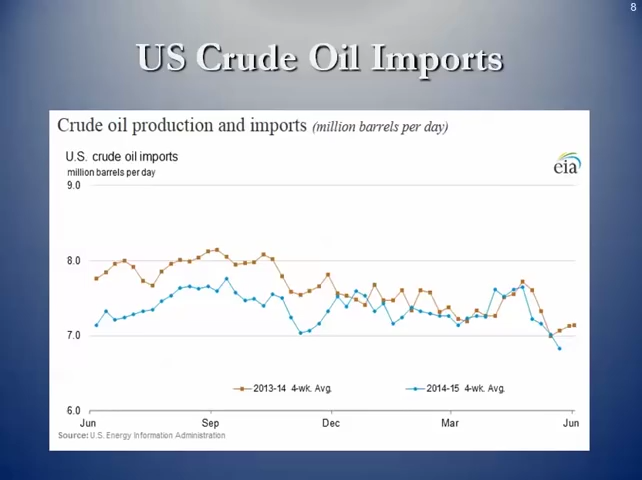 8
US Crude Oil Imports
Crude oil production and imports (million barrels per day)
U.S. crude oil imports
million barrels per day
eia
9.0
8.0
7.0
6.0
2013-14 4-wk. Avg.
2014-15 4-wk. Avg.
Jun Sep Dec Mar Jun
Source: U.S. Energy Information Administration